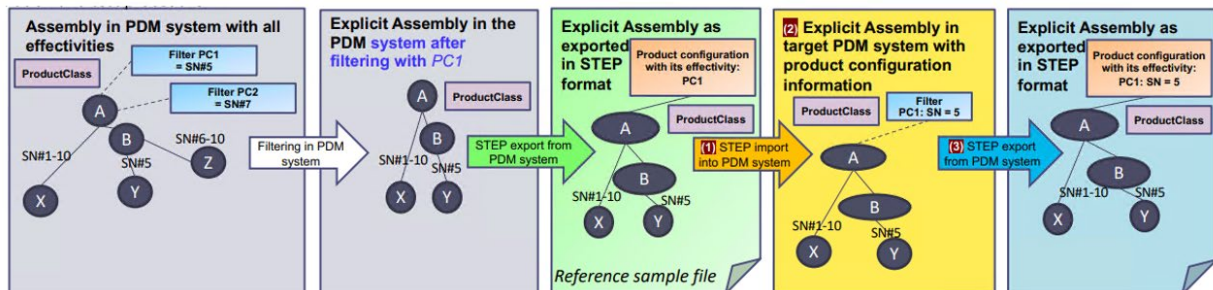 Assembly in PDM system with all
effectivities
Filter PC1
= SN#5
ProductClass
Filter PC2
= SN#7
A
B
SN#6-10
SN#1-10
SN#5
Z
X
Y
Filtering in PDM
system
Explicit Assembly in the
PDM system after
filtering with PC1
ProductClass
A
B
SN#1-10
SN#5
X
Y
STEP export from
PDM system
Explicit Assembly as
exported
in STEP
format
Product configuration
with its effectivity:
PC1
ProductClass
A
B
SN#1-10
SN#5
X
Y
Reference sample file
(1) STEP import
into PDM system
(2) Explicit Assembly in
target PDM system with
product configuration
information
ProductClass
Filter
PC1: SN = 5
A
B
SN#1-10
SN#5
X
Y
(3) STEP export
from PDM system
Explicit Assembly as
exported
in STEP
format
Product configuration
with its effectivity:
PC1: SN = 5
ProductClass
A
B
SN#1-10
SN#5
X
Y